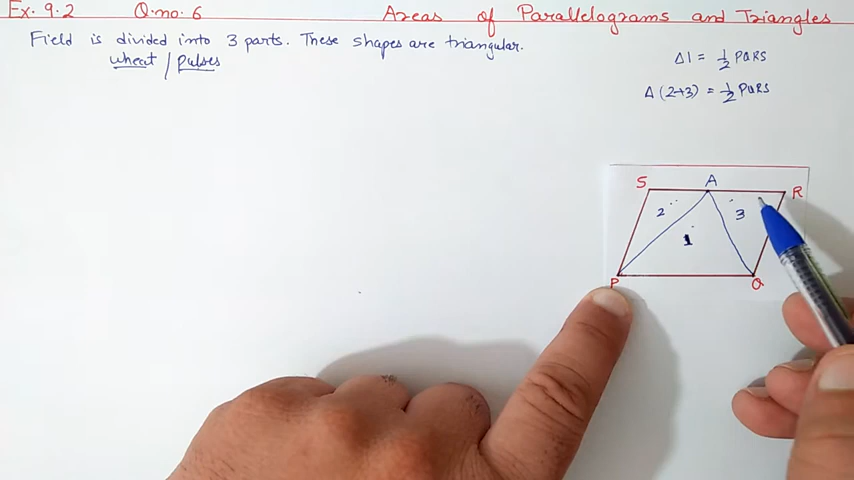 Ex. 9.2 Q.no. 6 Areas of Parallelograms and Triangles
Field is divided into 3 parts. These shapes are triangular.
wheat / pulses
Δ1 = 1/2 PQRS
Δ (2+3) = 1/2 PQRS
S A R
2 3
1
P Q